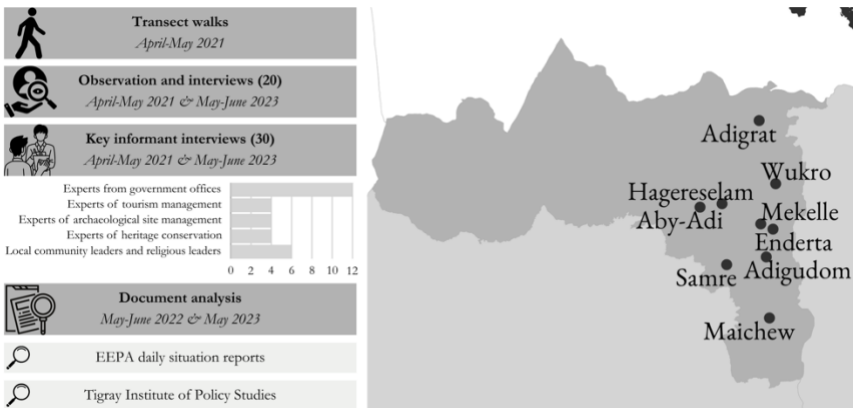 Transect walks
April-May 2021
Observation and interviews (20)
April-May 2021 & May-June 2023
Key informant interviews (30)
April-May 2021 & May-June 2023
Experts from government offices
Experts of tourism management
Experts of archaeological site management
Experts of heritage conservation
Local community leaders and religious leaders
0 2 4 6 8 10 12
Document analysis
May-June 2022 & May 2023
EEPA daily situation reports
Tigray Institute of Policy Studies
Adigrat
Wukro
Hagereselam
Aby-Adi
Mekelle
Enderta
Samre
Adigudom
Maichew